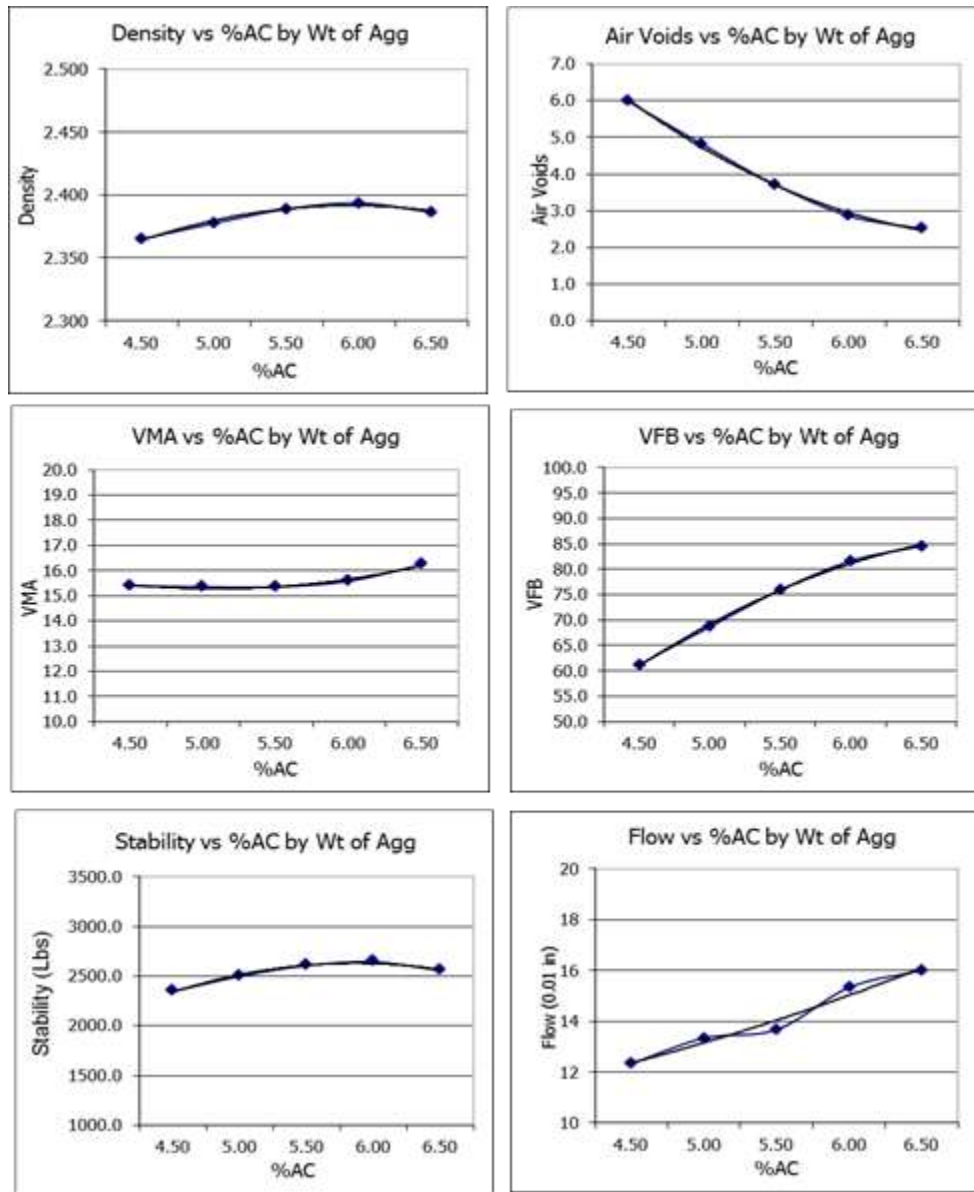 Density vs %AC by Wt of Agg
2.500
2.450
2.400
2.350
2.300
Density
4.50 5.00 5.50 6.00 6.50
%AC
Air Voids vs %AC by Wt of Agg
7.0
6.0
5.0
4.0
3.0
2.0
1.0
0.0
Air Voids
4.50 5.00 5.50 6.00 6.50
%AC
VMA vs %AC by Wt of Agg
20.0
19.0
18.0
17.0
16.0
15.0
14.0
13.0
12.0
11.0
10.0
VMA
4.50 5.00 5.50 6.00 6.50
%AC
VFB vs %AC by Wt of Agg
100.0
95.0
90.0
85.0
80.0
75.0
70.0
65.0
60.0
55.0
50.0
VFB
4.50 5.00 5.50 6.00 6.50
%AC
Stability vs %AC by Wt of Agg
3500.0
3000.0
2500.0
2000.0
1500.0
1000.0
Stability (Lbs)
4.50 5.00 5.50 6.00 6.50
%AC
Flow vs %AC by Wt of Agg
20
18
16
14
12
10
Flow (0.01 in)
4.50 5.00 5.50 6.00 6.50
%AC